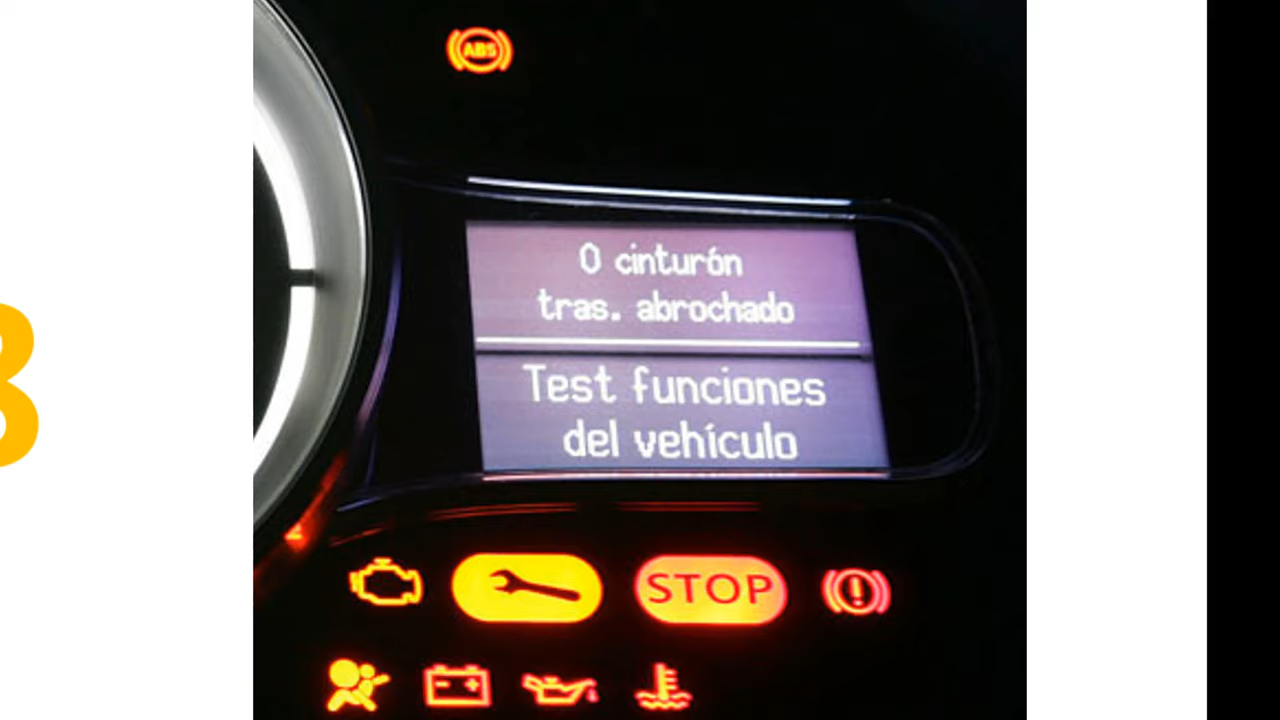 ABS
0 cinturón
tras. abrochado
Test funciones
del vehículo
STOP